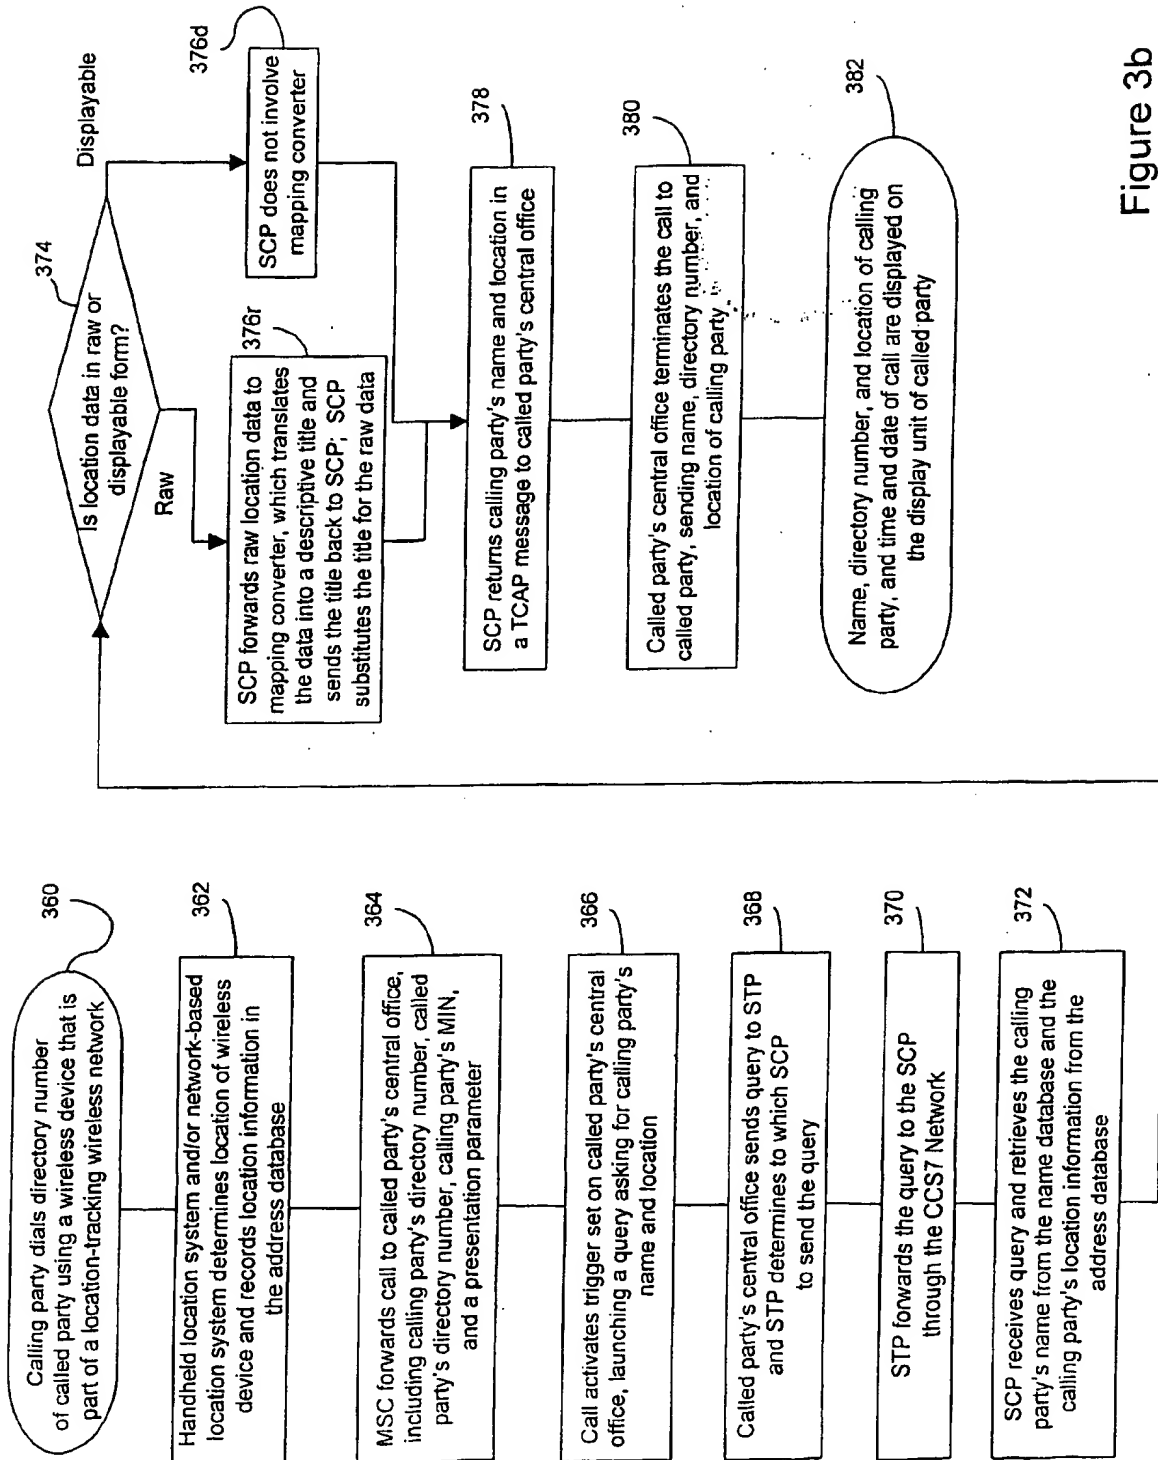 360
Calling party dials directory number
of called party using a wireless device that is
part of a location-tracking wireless network
362
Handheld location system and/or network-based
location system determines location of wireless
device and records location information in
the address database
364
MSC forwards call to called party's central office,
including calling party's directory number, called
party's directory number, calling party's MIN,
and a presentation parameter
366
Call activates trigger set on called party's central
office, launching a query asking for calling party's
name and location
368
Called party's central office sends query to STP
and STP determines to which SCP
to send the query
370
STP forwards the query to the SCP
through the CCS7 Network
372
SCP receives query and retrieves the calling
party's name from the name database and the
calling party's location information from the
address database
374
Is location data in raw or
displayable form?
Raw
Displayable
376r
SCP forwards raw location data to
mapping converter, which translates
the data into a descriptive title and
sends the title back to SCP; SCP
substitutes the title for the raw data
376d
SCP does not involve
mapping converter
378
SCP returns calling party's name and location in
a TCAP message to called party's central office
380
Called party's central office terminates the call to
called party, sending name, directory number, and
location of calling party
382
Name, directory number, and location of calling
party, and time and date of call are displayed on
the display unit of called party
Figure 3b